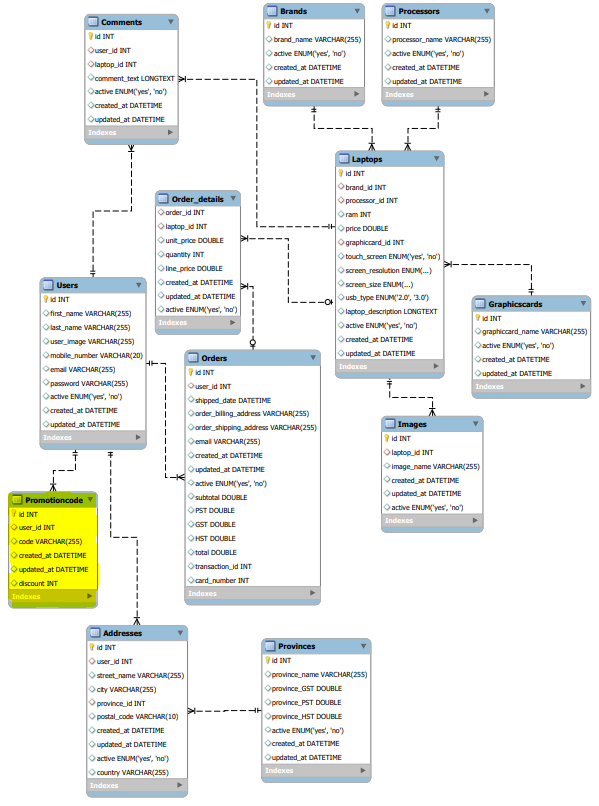 Comments
id INT
user_id INT
laptop_id INT
comment_text LONGTEXT
active ENUM('yes', 'no')
created_at DATETIME
updated_at DATETIME
Indexes
Brands
id INT
brand_name VARCHAR(255)
active ENUM('yes', 'no')
created_at DATETIME
updated_at DATETIME
Indexes
Processors
id INT
processor_name VARCHAR(255)
active ENUM('yes', 'no')
created_at DATETIME
updated_at DATETIME
Indexes
Laptops
id INT
brand_id INT
processor_id INT
ram INT
price DOUBLE
graphiccard_id INT
touch_screen ENUM('yes', 'no')
screen_resolution ENUM(...)
screen_size ENUM(...)
usb_type ENUM('2.0', '3.0')
laptop_description LONGTEXT
active ENUM('yes', 'no')
created_at DATETIME
updated_at DATETIME
Indexes
Order_details
order_id INT
laptop_id INT
unit_price DOUBLE
quantity INT
line_price DOUBLE
created_at DATETIME
updated_at DATETIME
active ENUM('yes', 'no')
Indexes
Users
id INT
first_name VARCHAR(255)
last_name VARCHAR(255)
user_image VARCHAR(255)
mobile_number VARCHAR(20)
email VARCHAR(255)
password VARCHAR(255)
active ENUM('yes', 'no')
created_at DATETIME
updated_at DATETIME
Indexes
Graphicscards
id INT
graphiccard_name VARCHAR(255)
active ENUM('yes', 'no')
created_at DATETIME
updated_at DATETIME
Indexes
Orders
id INT
user_id INT
shipped_date DATETIME
order_billing_address VARCHAR(255)
order_shipping_address VARCHAR(255)
email VARCHAR(255)
created_at DATETIME
updated_at DATETIME
active ENUM('yes', 'no')
subtotal DOUBLE
PST DOUBLE
GST DOUBLE
HST DOUBLE
total DOUBLE
transaction_id INT
card_number INT
Indexes
Images
id INT
laptop_id INT
image_name VARCHAR(255)
created_at DATETIME
updated_at DATETIME
active ENUM('yes', 'no')
Indexes
Promotioncode
id INT
user_id INT
code VARCHAR(255)
created_at DATETIME
updated_at DATETIME
discount INT
Indexes
Addresses
id INT
user_id INT
street_name VARCHAR(255)
city VARCHAR(255)
province_id INT
postal_code VARCHAR(10)
created_at DATETIME
updated_at DATETIME
active ENUM('yes', 'no')
country VARCHAR(255)
Indexes
Provinces
id INT
province_name VARCHAR(255)
province_GST DOUBLE
province_PST DOUBLE
province_HST DOUBLE
active ENUM('yes', 'no')
created_at DATETIME
updated_at DATETIME
Indexes